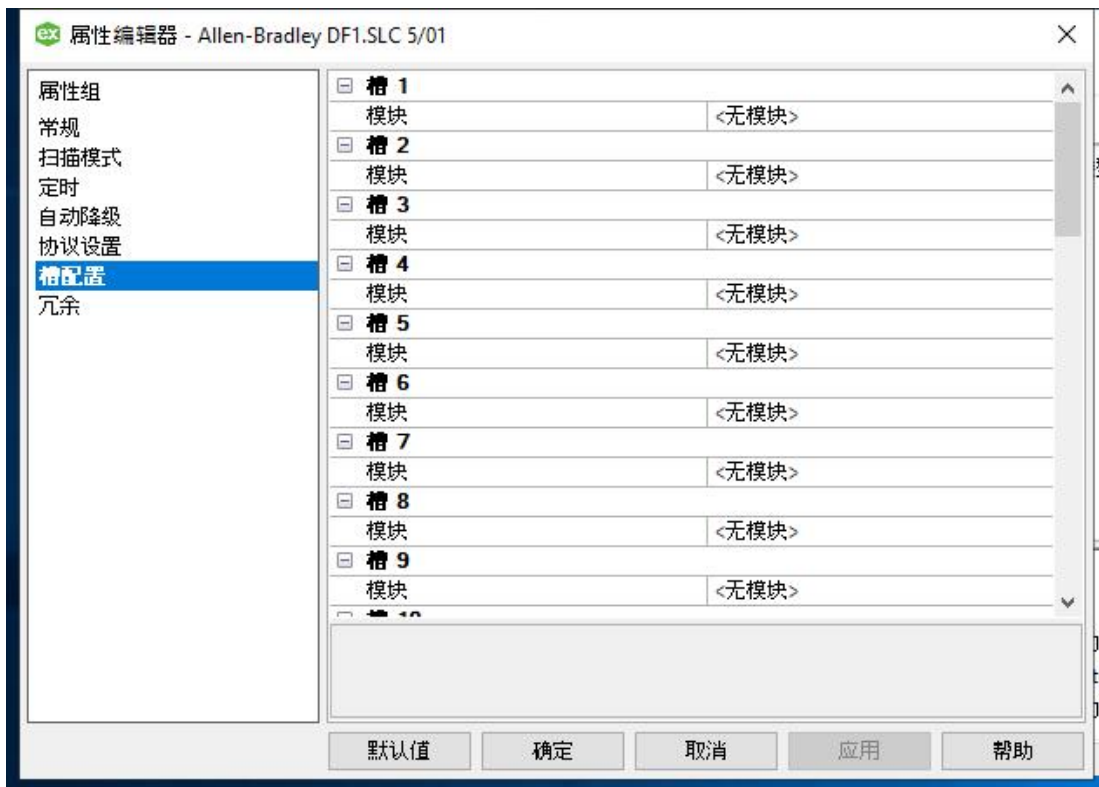 属性编辑器 - Allen-Bradley DF1.SLC 5/01
属性组
常规
扫描模式
定时
自动降级
协议设置
槽配置
冗余
槽 1
模块 <无模块>
槽 2
模块 <无模块>
槽 3
模块 <无模块>
槽 4
模块 <无模块>
槽 5
模块 <无模块>
槽 6
模块 <无模块>
槽 7
模块 <无模块>
槽 8
模块 <无模块>
槽 9
模块 <无模块>
默认值 确定 取消 应用 帮助